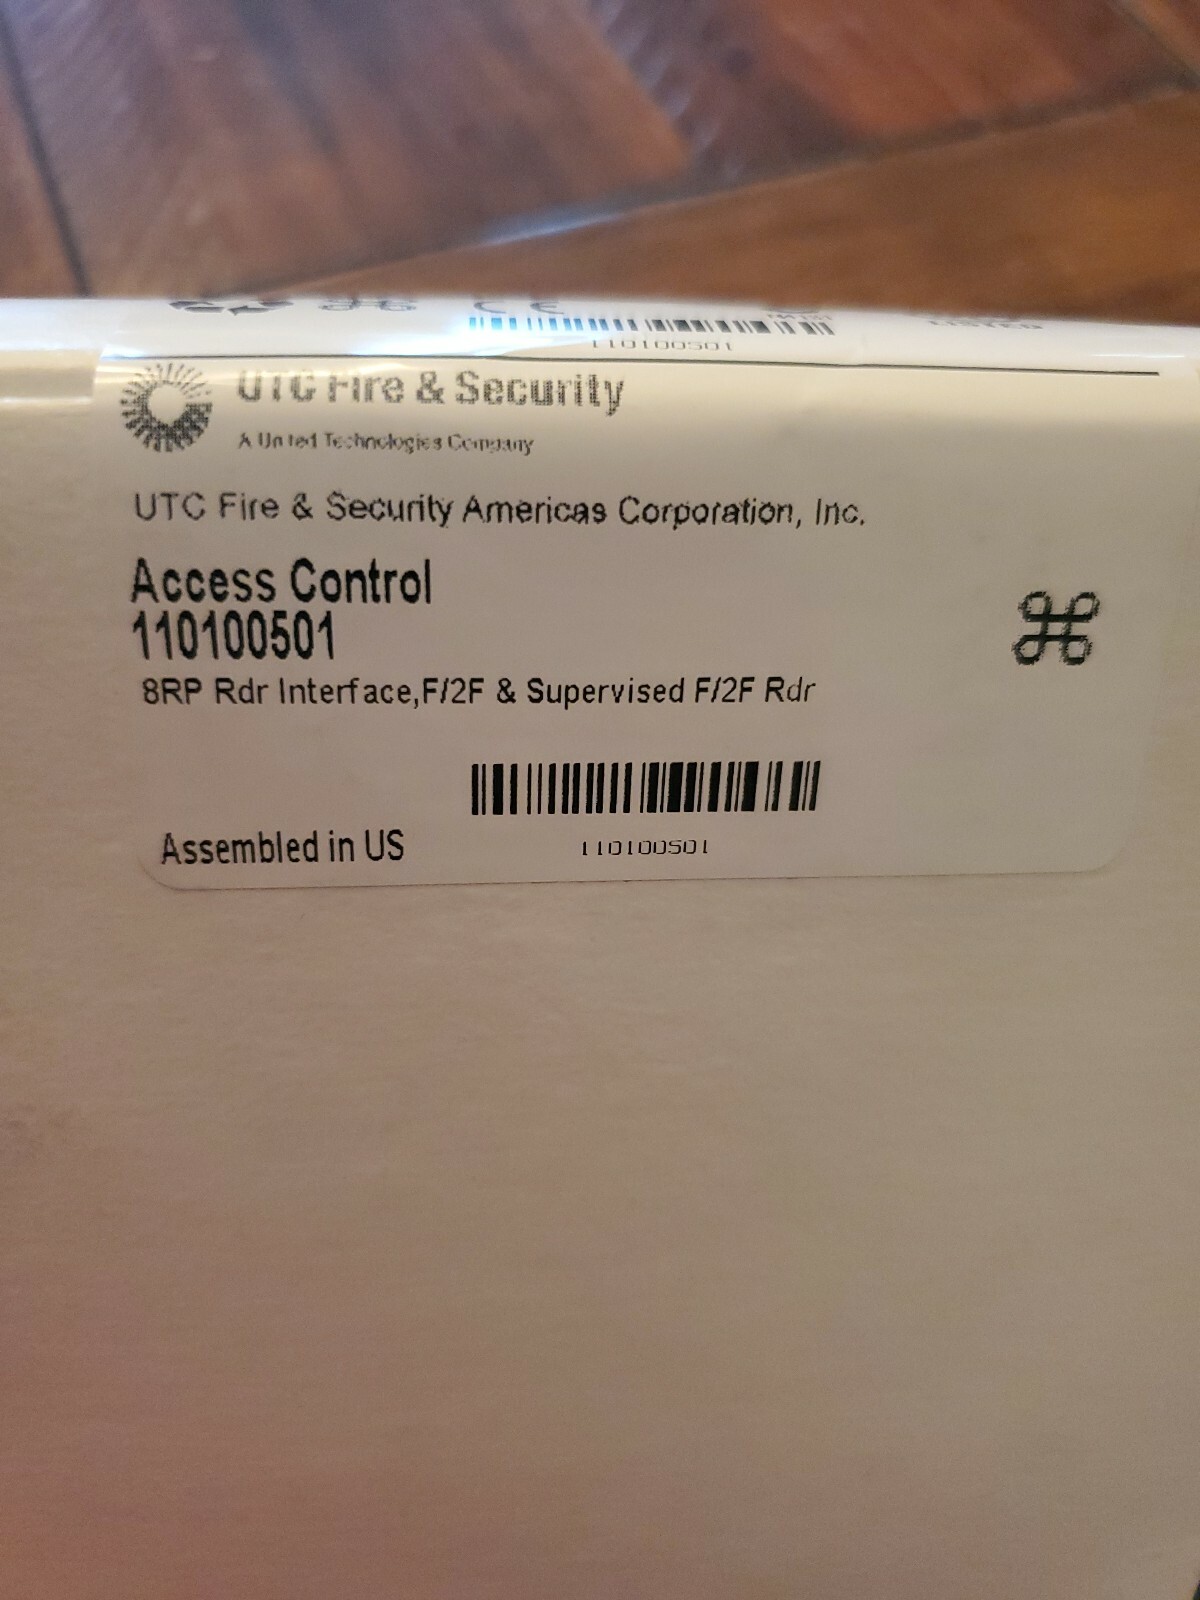 110100501
UTC Fire & Security
A United Technologies Company
UTC Fire & Security Americas Corporation, Inc.
Access Control
110100501
8RP Rdr Interface,F/2F & Supervised F/2F Rdr
Assembled in US
110100501